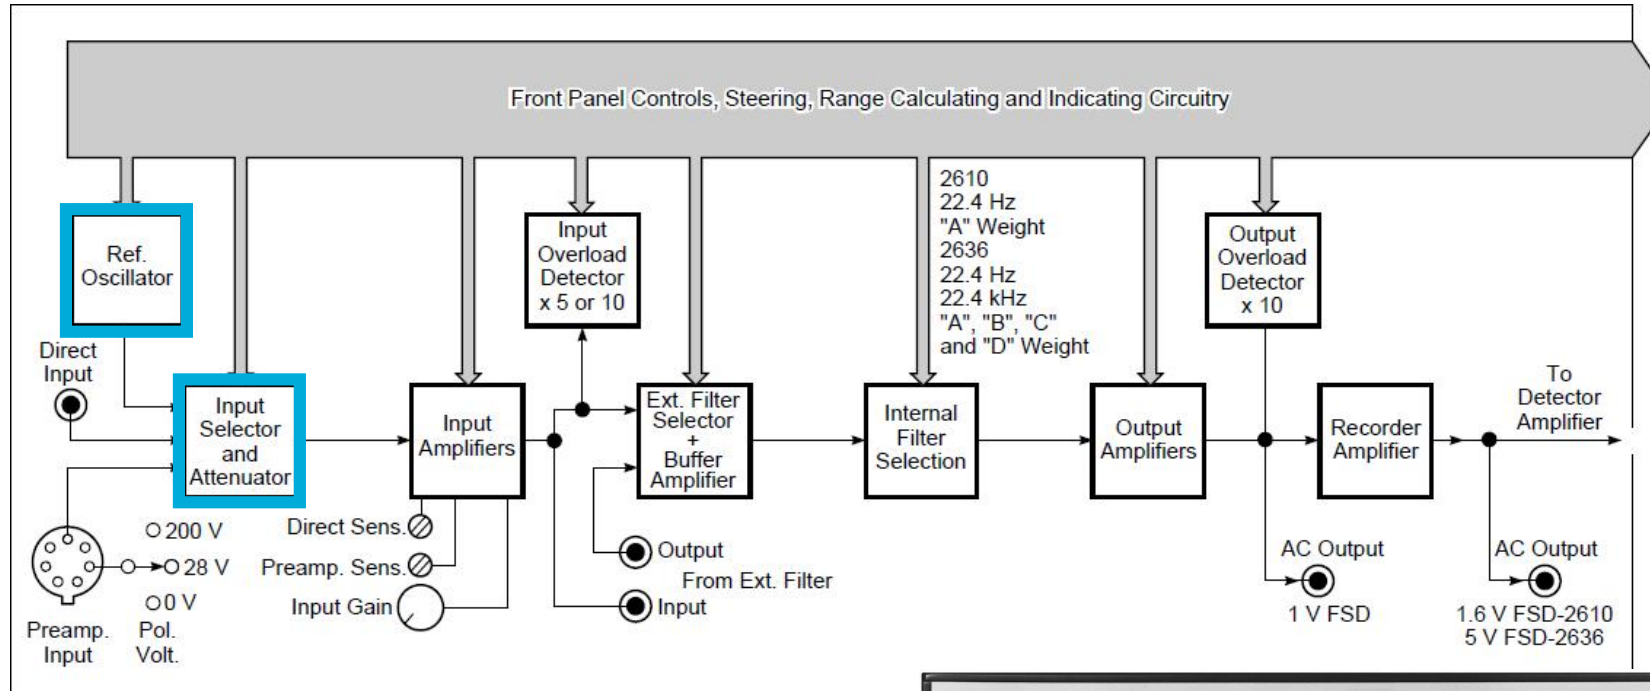 Front Panel Controls, Steering, Range Calculating and Indicating Circuitry
Ref.
Oscillator
Input
Overload
Detector
x 5 or 10
2610
22.4 Hz
"A" Weight
2636
22.4 Hz
22.4 kHz
"A", "B", "C"
and "D" Weight
Output
Overload
Detector
x 10
Direct
Input
Input
Selector
and
Attenuator
Input
Amplifiers
Ext. Filter
Selector
+
Buffer
Amplifier
Internal
Filter
Selection
Output
Amplifiers
Recorder
Amplifier
To
Detector
Amplifier
200 V
28 V
0 V
Preamp.
Input
Pol.
Volt.
Direct Sens.
Preamp. Sens.
Input Gain
Output
From Ext. Filter
Input
AC Output
1 V FSD
AC Output
1.6 V FSD-2610
5 V FSD-2636